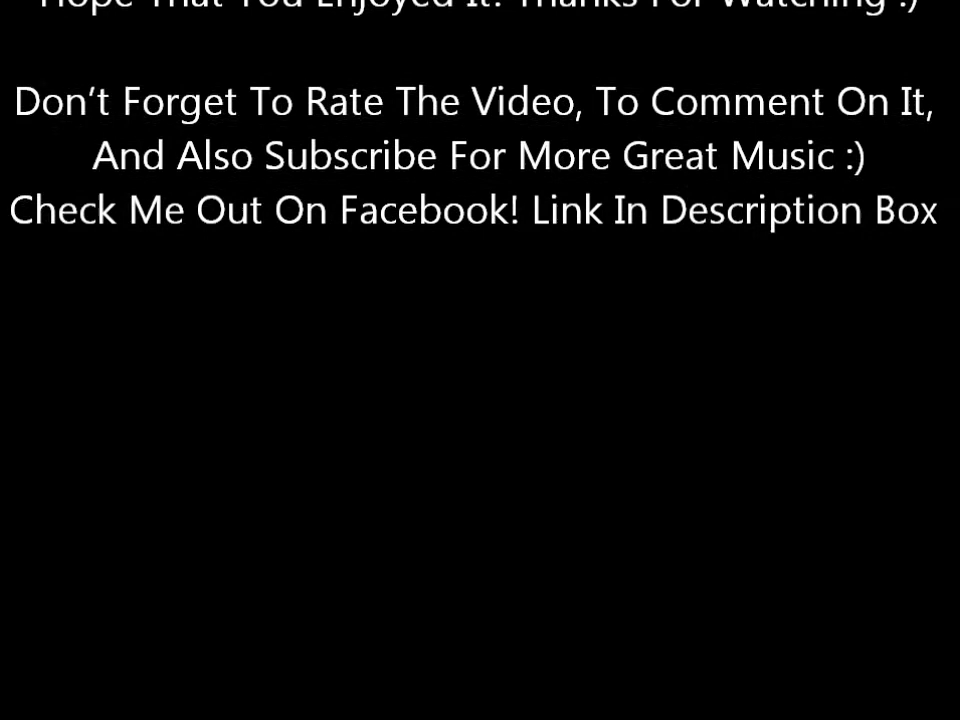 Hope That You Enjoyed It! Thanks For Watching :)
Don't Forget To Rate The Video, To Comment On It,
And Also Subscribe For More Great Music :)
Check Me Out On Facebook! Link In Description Box